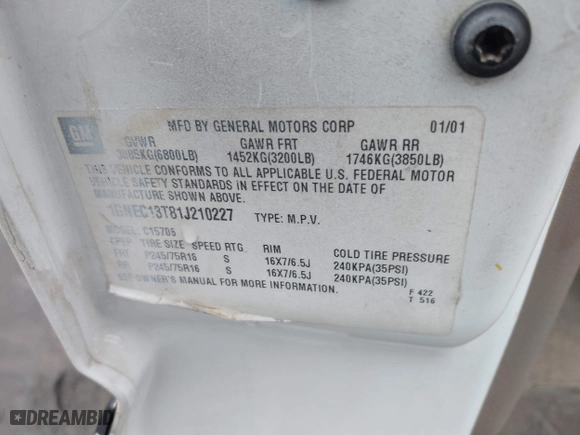 MFD BY GENERAL MOTORS CORP 01/01
GM
GVWR GAWR FRT GAWR RR
3085KG(6800LB) 1452KG(3200LB) 1746KG(3850LB)
THIS VEHICLE CONFORMS TO ALL APPLICABLE U.S. FEDERAL MOTOR
VEHICLE SAFETY STANDARDS IN EFFECT ON THE DATE OF
MANUFACTURE SHOWN ABOVE.
1GNEC13T81J210227 TYPE: M.P.V.
MODEL: C15706
TIRE SIZE SPEED RTG RIM COLD TIRE PRESSURE
P245/75R16 S 16X7/6.5J 240KPA(35PSI)
P245/75R16 S 16X7/6.5J 240KPA(35PSI)
SEE OWNER'S MANUAL FOR MORE INFORMATION.
F 422
T 516
DREAMBID